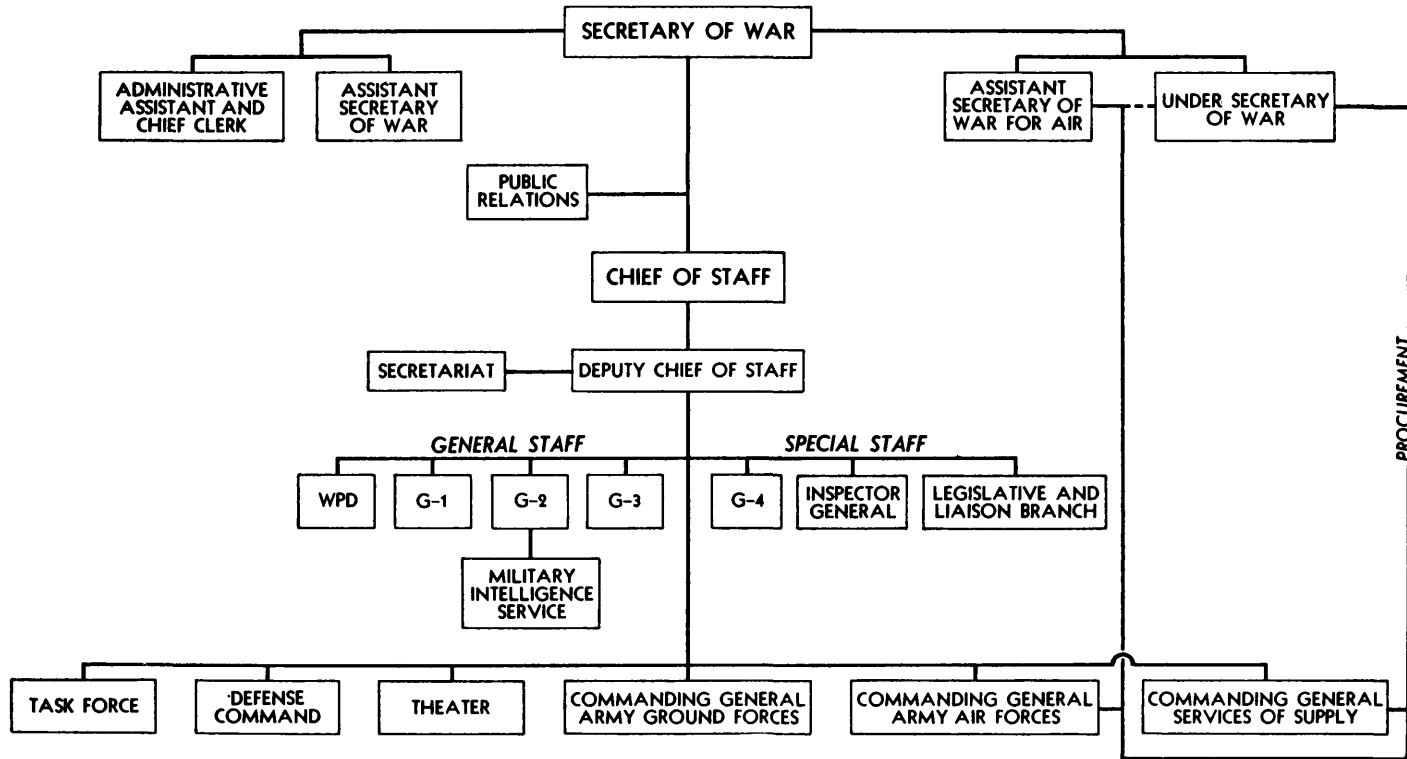 SECRETARY OF WAR
ADMINISTRATIVE
ASSISTANT AND
CHIEF CLERK
ASSISTANT
SECRETARY
OF WAR
ASSISTANT
SECRETARY OF
WAR FOR AIR
UNDER SECRETARY
OF WAR
PUBLIC
RELATIONS
CHIEF OF STAFF
SECRETARIAT
DEPUTY CHIEF OF STAFF
PROCUREMENT
GENERAL STAFF
SPECIAL STAFF
WPD
G-1
G-2
G-3
G-4
INSPECTOR
GENERAL
LEGISLATIVE AND
LIAISON BRANCH
MILITARY
INTELLIGENCE
SERVICE
TASK FORCE
DEFENSE
COMMAND
THEATER
COMMANDING GENERAL
ARMY GROUND FORCES
COMMANDING GENERAL
ARMY AIR FORCES
COMMANDING GENERAL
SERVICES OF SUPPLY